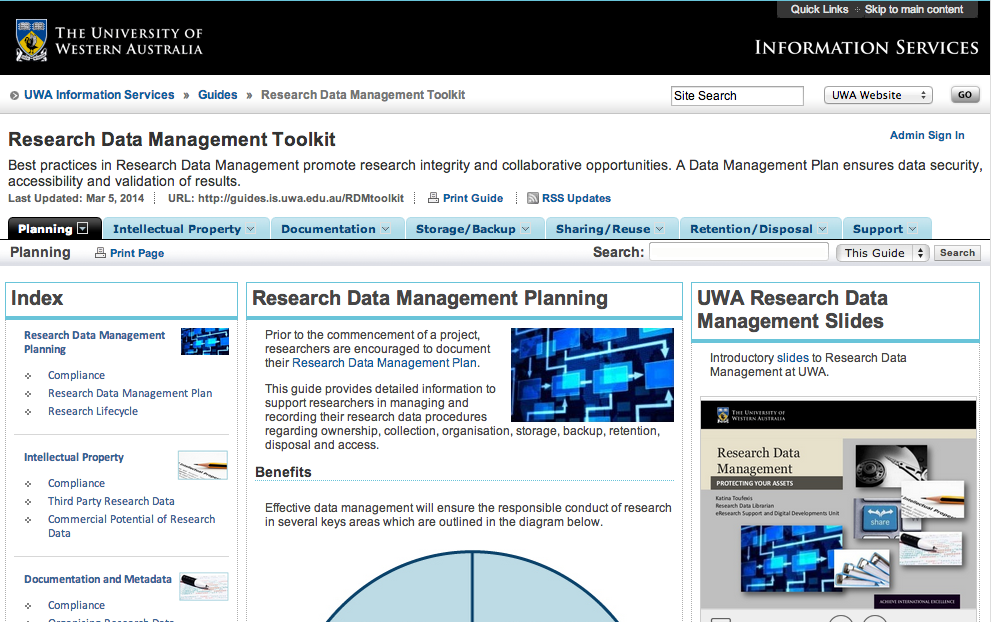 Quick Links Skip to main content
THE UNIVERSITY OF
WESTERN AUSTRALIA
INFORMATION SERVICES
UWA Information Services » Guides » Research Data Management Toolkit
Site Search
UWA Website
GO
Admin Sign In
Research Data Management Toolkit
Best practices in Research Data Management promote research integrity and collaborative opportunities. A Data Management Plan ensures data security,
accessibility and validation of results.
Last Updated: Mar 5, 2014 URL: http://guides.is.uwa.edu.au/RDMtoolkit Print Guide RSS Updates
Planning Intellectual Property Documentation Storage/Backup Sharing/Reuse Retention/Disposal Support
Planning Print Page Search: This Guide Search
Index
Research Data Management
Planning
Compliance
Research Data Management Plan
Research Lifecycle
Intellectual Property
Compliance
Third Party Research Data
Commercial Potential of Research
Data
Documentation and Metadata
Compliance
Organising Research Data
Research Data Management Planning
Prior to the commencement of a project,
researchers are encouraged to document
their Research Data Management Plan.
This guide provides detailed information to
support researchers in managing and
recording their research data procedures
regarding ownership, collection, organisation, storage, backup, retention,
disposal and access.
Benefits
Effective data management will ensure the responsible conduct of research
in several keys areas which are outlined in the diagram below.
UWA Research Data
Management Slides
Introductory slides to Research Data
Management at UWA.
THE UNIVERSITY OF
WESTERN AUSTRALIA
Research Data
Management
PROTECTING YOUR ASSETS
Katina Toufexis
Research Data Librarian
eResearch Support and Digital Developments Unit
share
ACHIEVE INTERNATIONAL EXCELLENCE